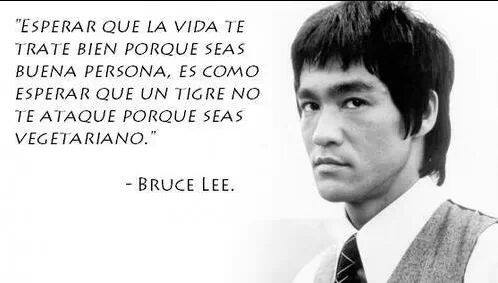 "Esperar que la vida te
trate bien porque seas
buena persona, es como
esperar que un tigre no
te ataque porque seas
vegetariano."
- Bruce Lee.